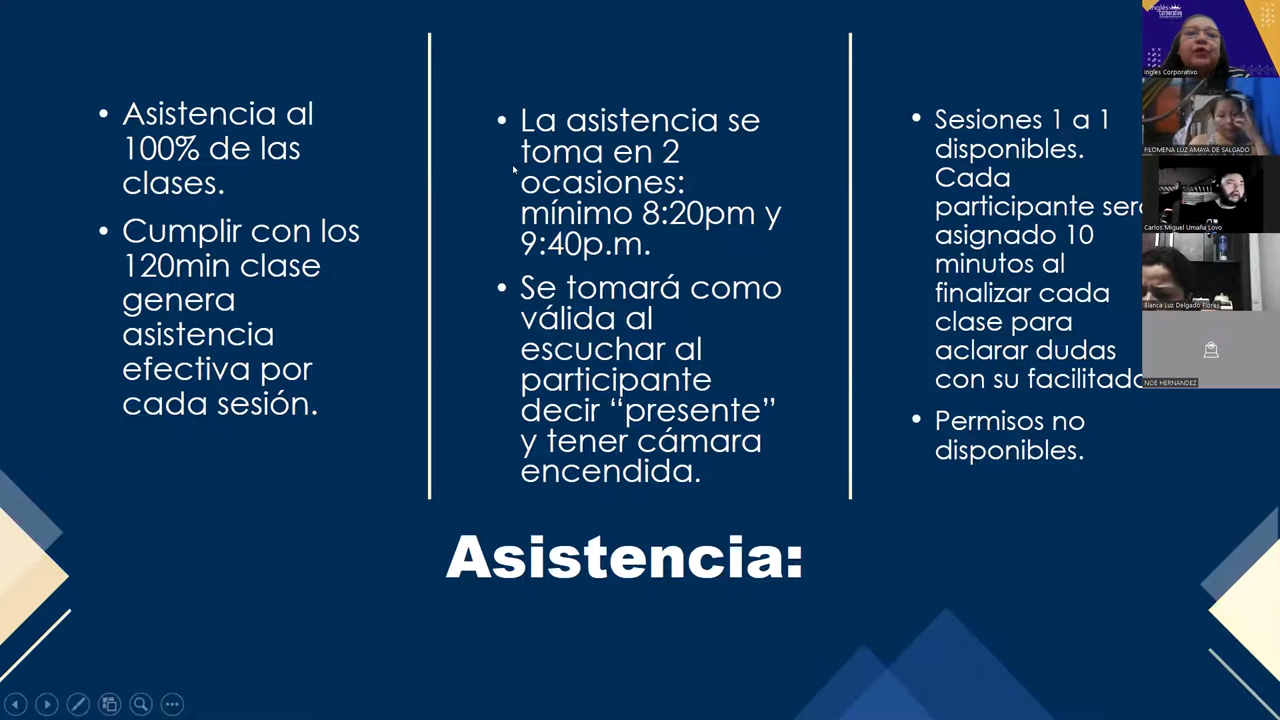 • Asistencia al
100% de las
clases.
• Cumplir con los
120min clase
genera
asistencia
efectiva por
cada sesión.
• La asistencia se
toma en 2
ocasiones:
mínimo 8:20pm y
9:40p.m.
• Se tomará como
válida al
escuchar al
participante
decir “presente”
y tener cámara
encendida.
• Sesiones 1 a 1
disponibles.
Cada
participante ser
asignado 10
minutos al
finalizar cada
clase para
aclarar dudas
con su facilitado
• Permisos no
disponibles.
Asistencia:
Inglés
Corporativo
Ingles Corporativo
FILOMENA LUZ AMAYA DE SALGADO
Carlos Miguel Umaña Lovo
Blanca Luz Delgado Flores
NOE HERNANDEZ